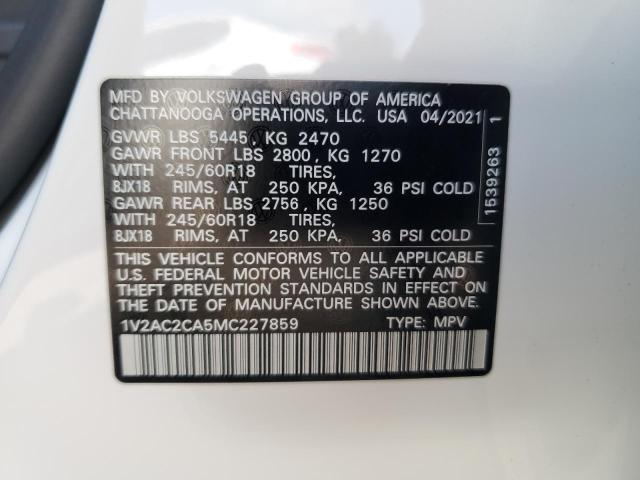 MFD BY VOLKSWAGEN GROUP OF AMERICA
CHATTANOOGA OPERATIONS, LLC. USA 04/2021
GVWR LBS 5445, KG 2470
GAWR FRONT LBS 2800, KG 1270
WITH 245/60R18 TIRES,
8JX18 RIMS, AT 250 KPA, 36 PSI COLD
GAWR REAR LBS 2756, KG 1250
WITH 245/60R18 TIRES,
8JX18 RIMS, AT 250 KPA, 36 PSI COLD
THIS VEHICLE CONFORMS TO ALL APPLICABLE
U.S. FEDERAL MOTOR VEHICLE SAFETY AND
THEFT PREVENTION STANDARDS IN EFFECT ON
THE DATE OF MANUFACTURE SHOWN ABOVE.
1V2AC2CA5MC227859 TYPE: MPV
1539263 1